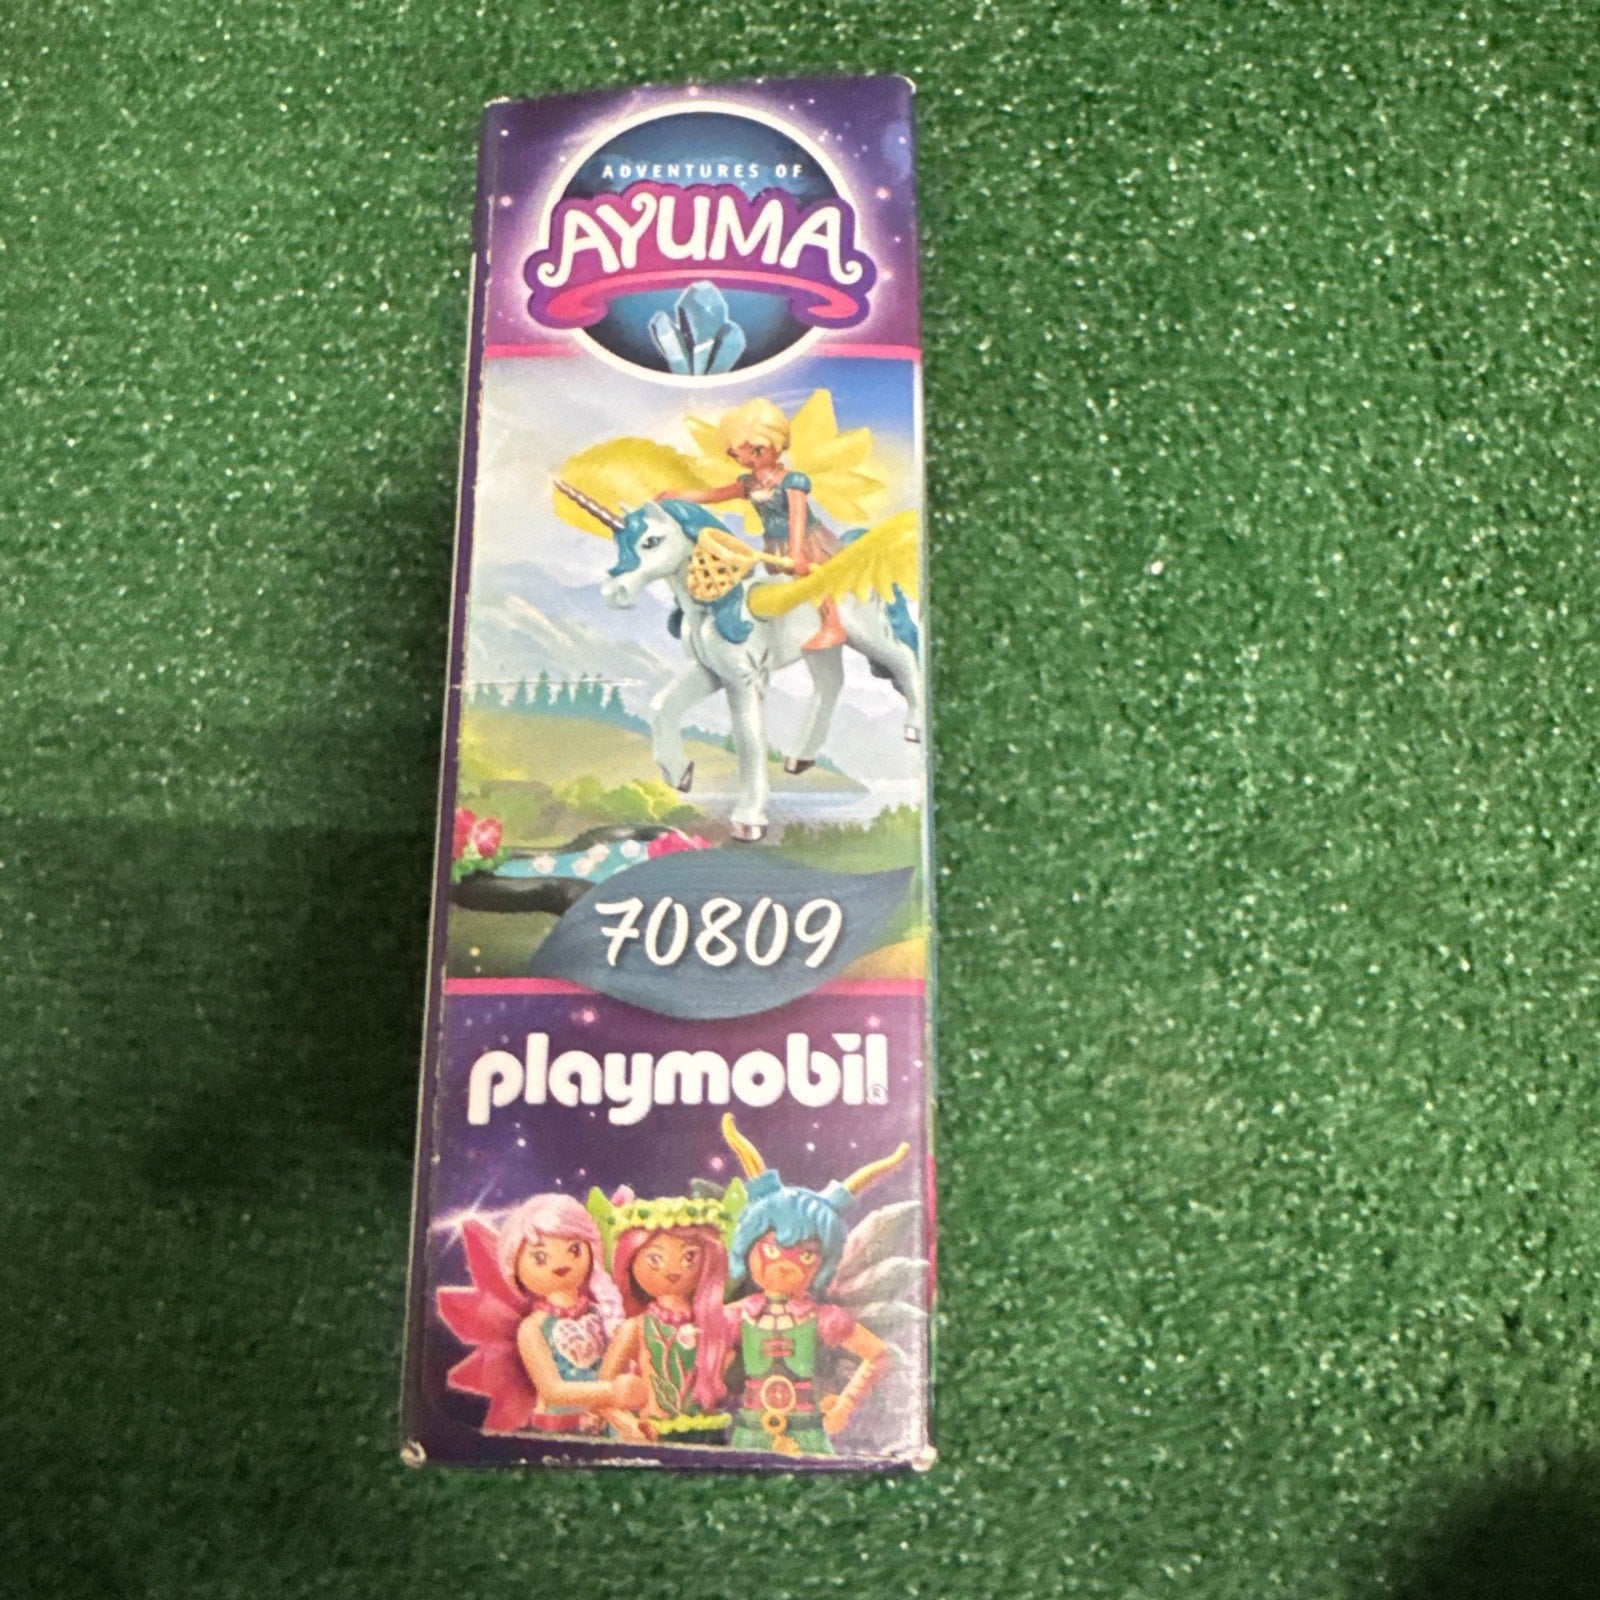 ADVENTURES OF
AYUMA
70809
playmobil®